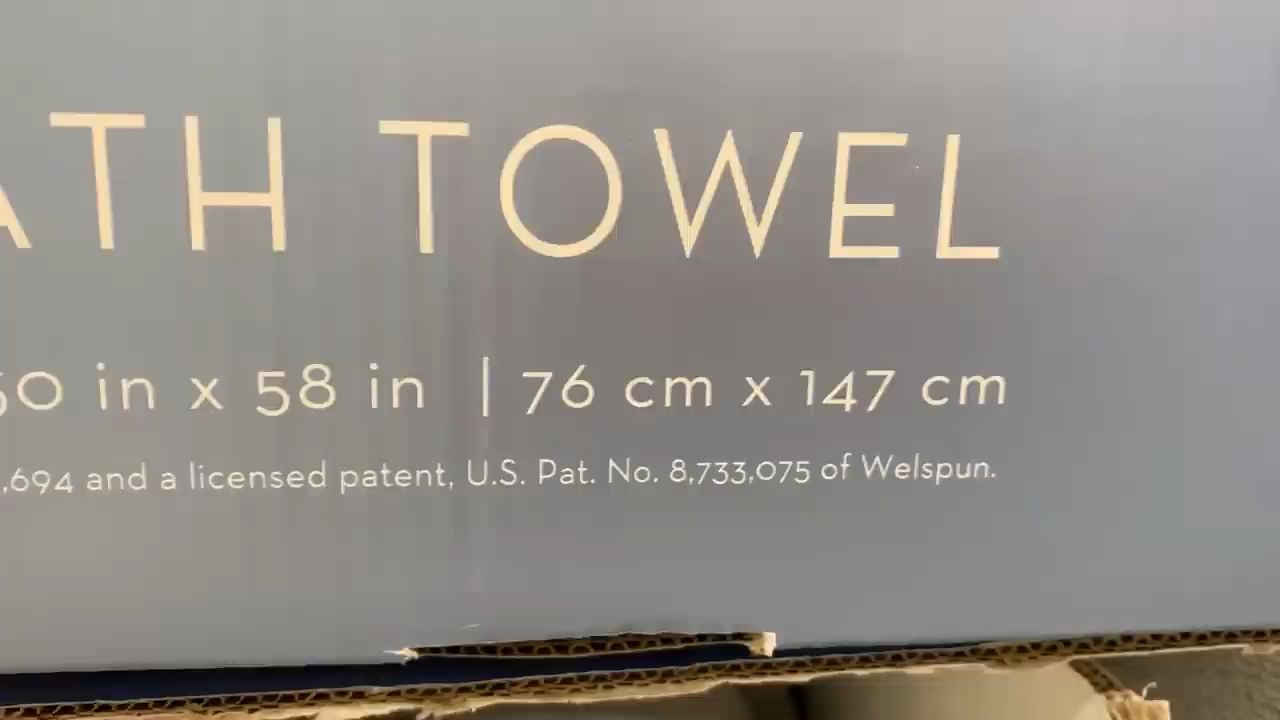 ATH TOWEL
0 in x 58 in | 76 cm x 147 cm
,694 and a licensed patent, U.S. Pat. No. 8,733,075 of Welspun.